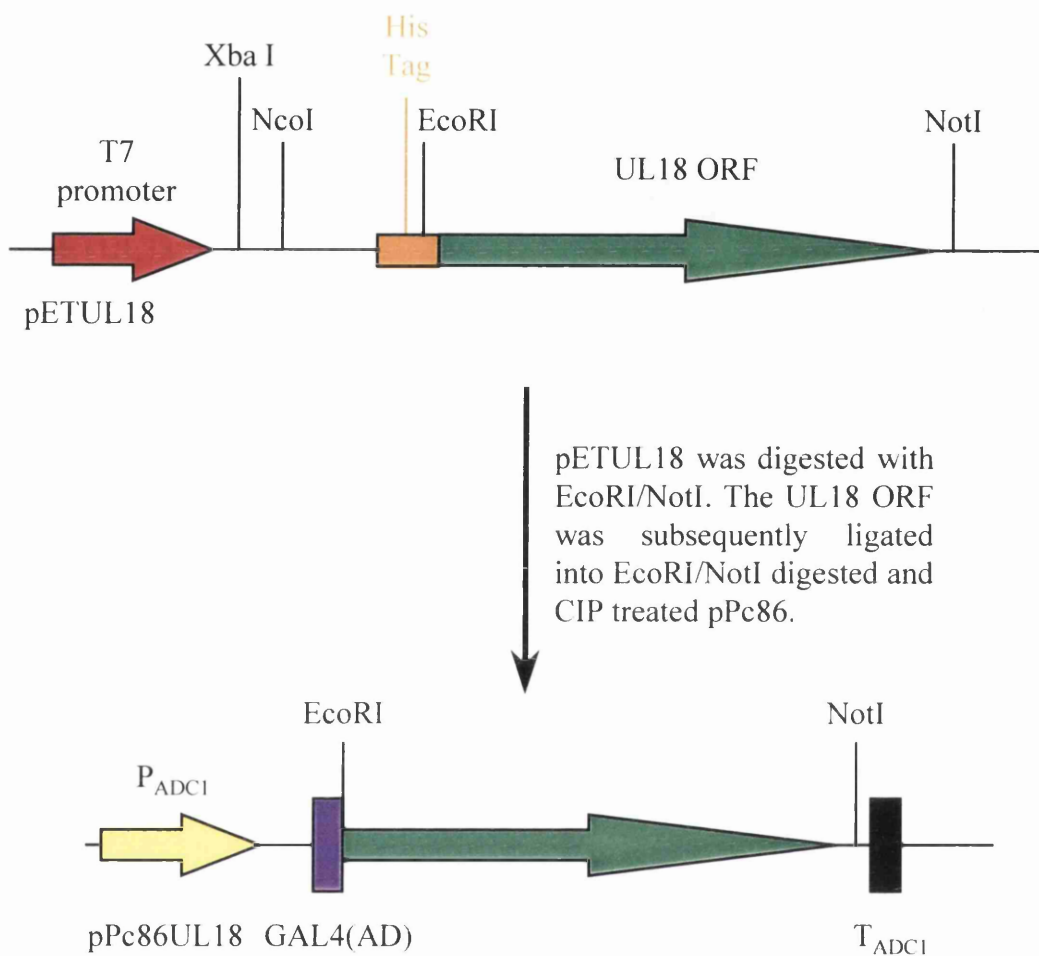 His
Tag
Xba I
NcoI
EcoRI
NotI
T7
promoter
UL18 ORF
pETUL18
pETUL18 was digested with
EcoRI/NotI. The UL18 ORF
was subsequently ligated
into EcoRI/NotI digested and
CIP treated pPc86.
EcoRI
NotI
PADC1
pPc86UL18
GAL4(AD)
TADC1